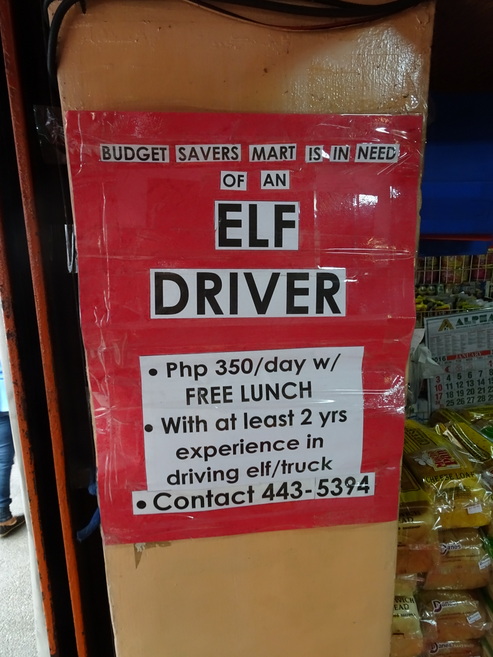 BUDGET SAVERS MART IS IN NEED
OF AN
ELF
DRIVER
• Php 350/day w/
FREE LUNCH
• With at least 2 yrs
experience in
driving elf/truck
• Contact 443-5394